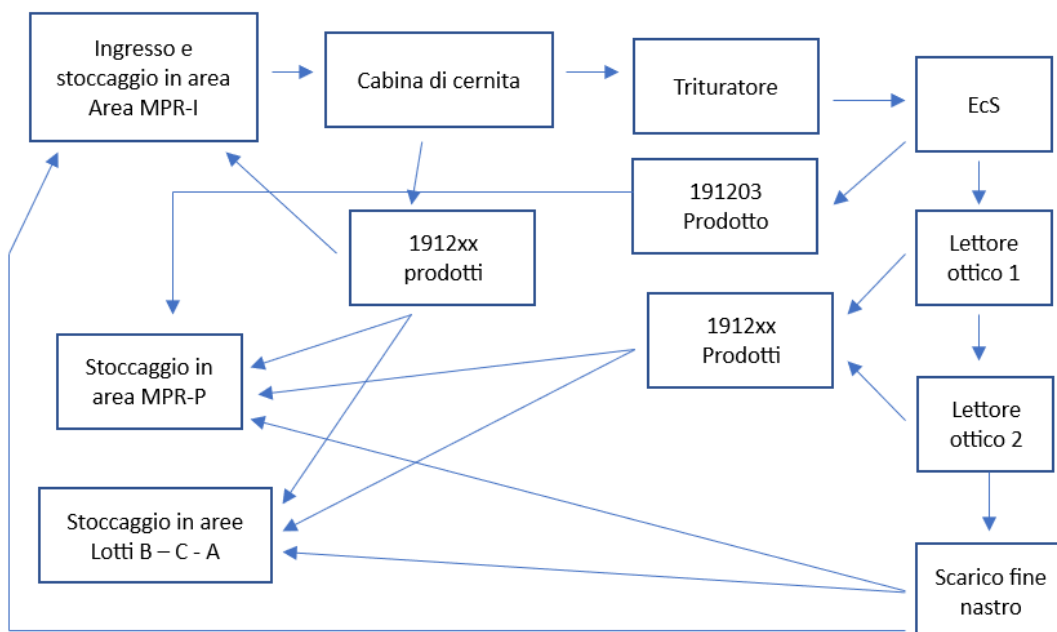 Ingresso e
stoccaggio in area
Area MPR-I
Cabina di cernita
Trituratore
EcS
191203
Prodotto
1912xx
prodotti
Lettore
ottico 1
1912xx
Prodotti
Stoccaggio in
area MPR-P
Lettore
ottico 2
Stoccaggio in aree
Lotti B – C - A
Scarico fine
nastro